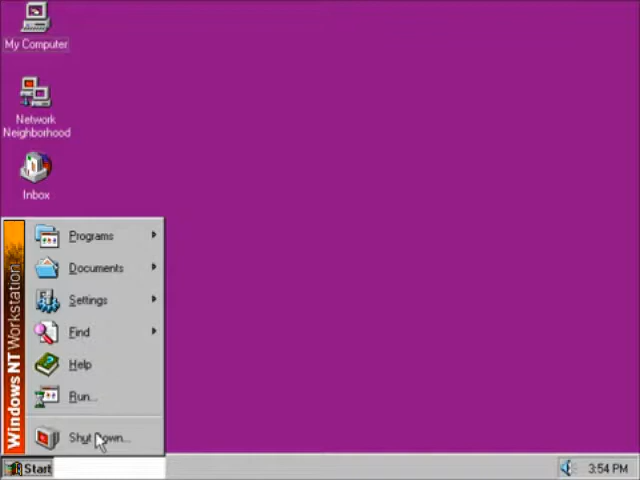 My Computer
Network
Neighborhood
Inbox
Programs
Documents
Settings
Find
Help
Run...
Shut Down...
Windows NT Workstation
Start
3:54 PM